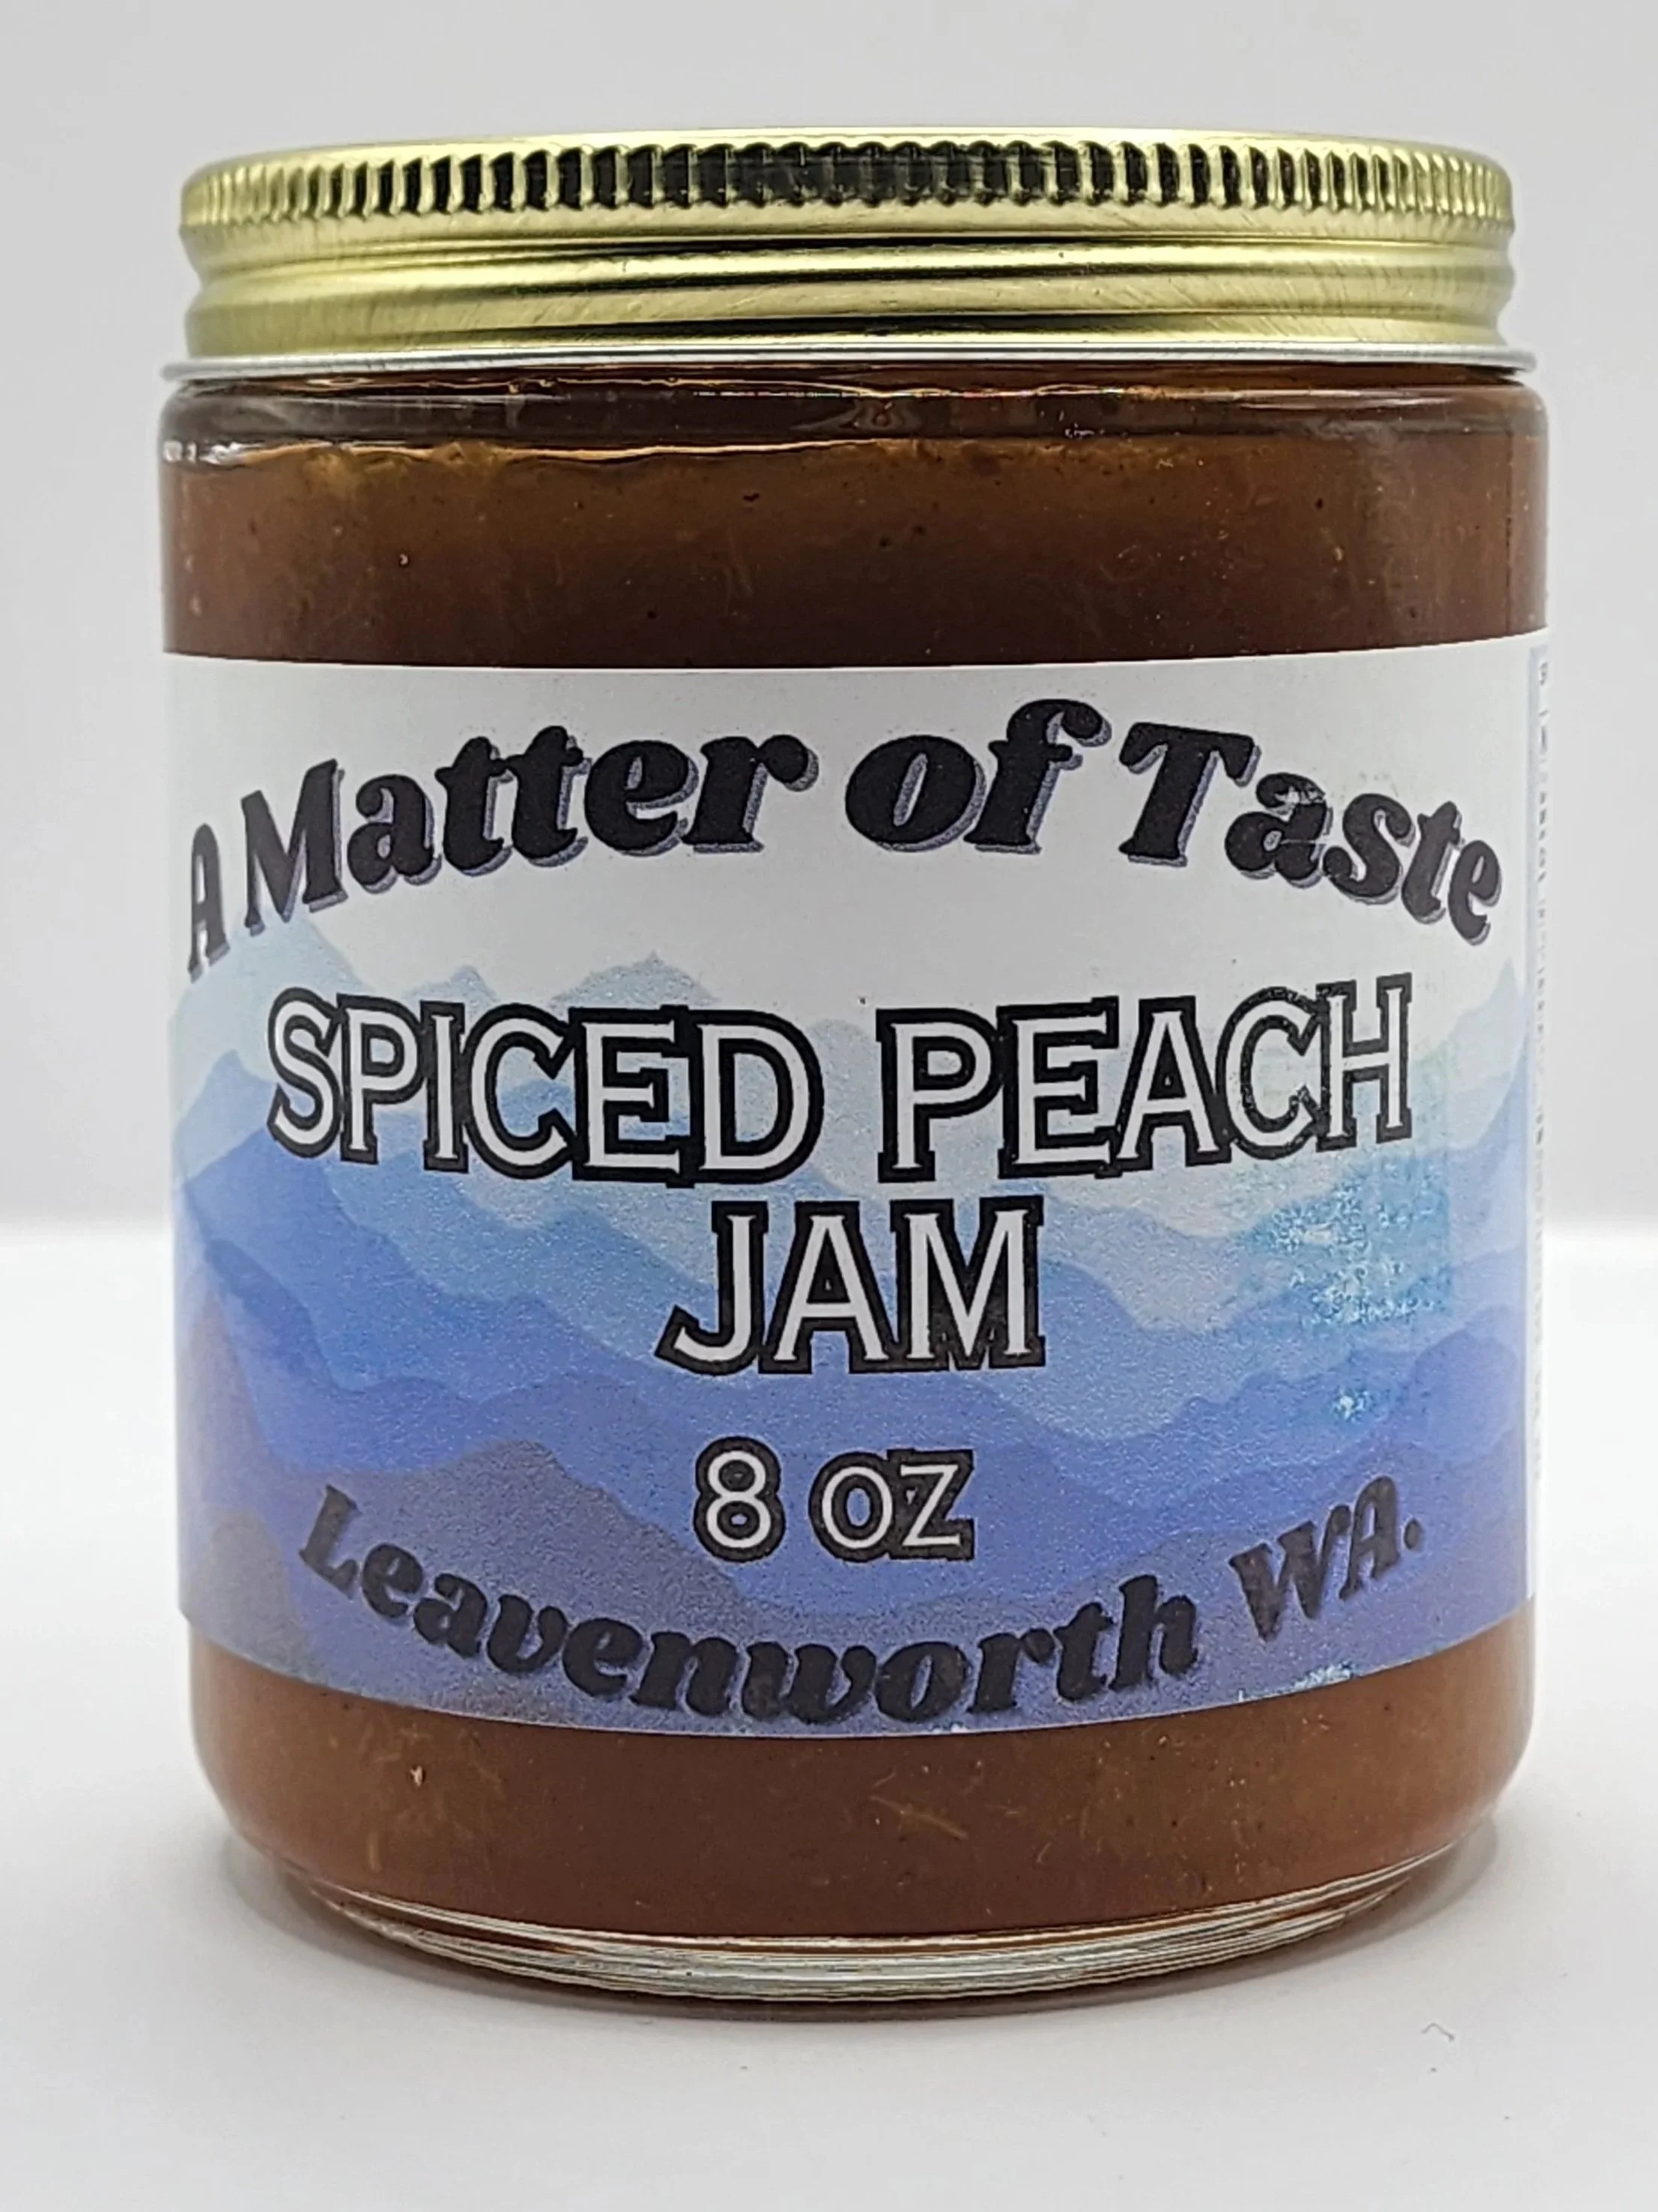 A Matter of Taste
SPICED PEACH
JAM
8 OZ
Leavenworth WA.